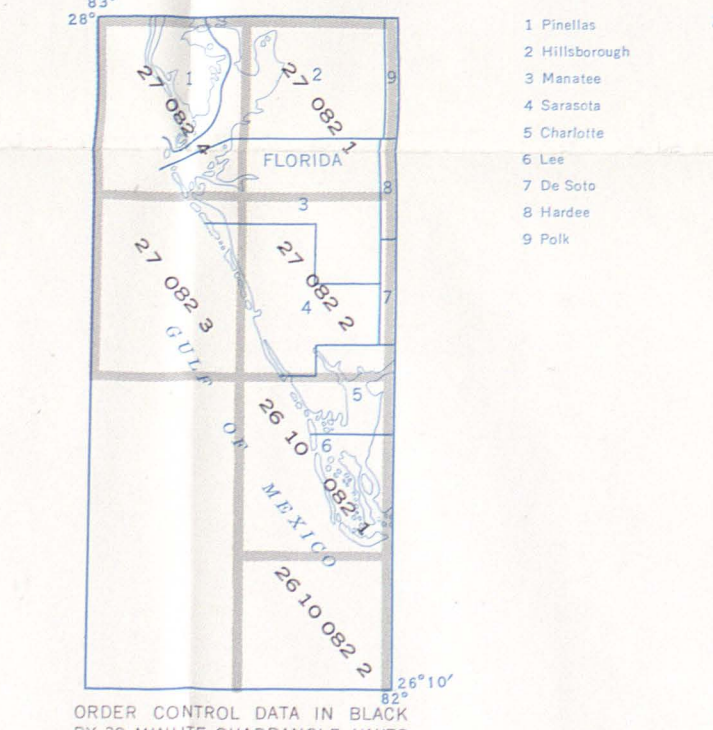 83°
28°
1 Pinellas
2 Hillsborough
3 Manatee
4 Sarasota
5 Charlotte
6 Lee
7 De Soto
8 Hardee
9 Polk
1
2
9
27 082 4
27 082 1
FLORIDA
8
3
27 082 3
27 082 2
4
7
GULF OF MEXICO
5
26 10 082 1
6
26 10 082 2
26°10′
82°
ORDER CONTROL DATA IN BLACK